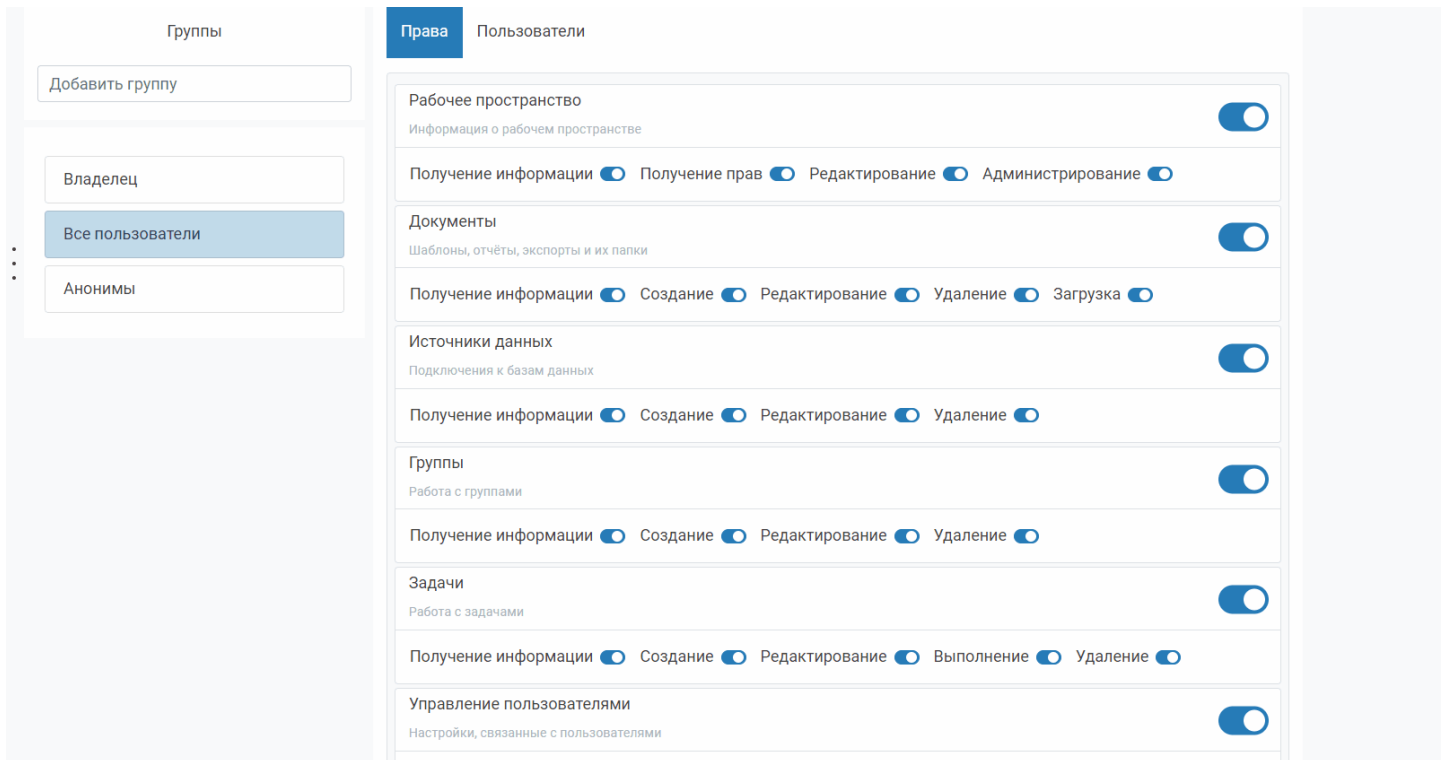 Группы
Добавить группу
Владелец
Все пользователи
Анонимы
Права Пользователи
Рабочее пространство
Информация о рабочем пространстве
Получение информации Получение прав Редактирование Администрирование
Документы
Шаблоны, отчёты, экспорты и их папки
Получение информации Создание Редактирование Удаление Загрузка
Источники данных
Подключения к базам данных
Получение информации Создание Редактирование Удаление
Группы
Работа с группами
Получение информации Создание Редактирование Удаление
Задачи
Работа с задачами
Получение информации Создание Редактирование Выполнение Удаление
Управление пользователями
Настройки, связанные с пользователями